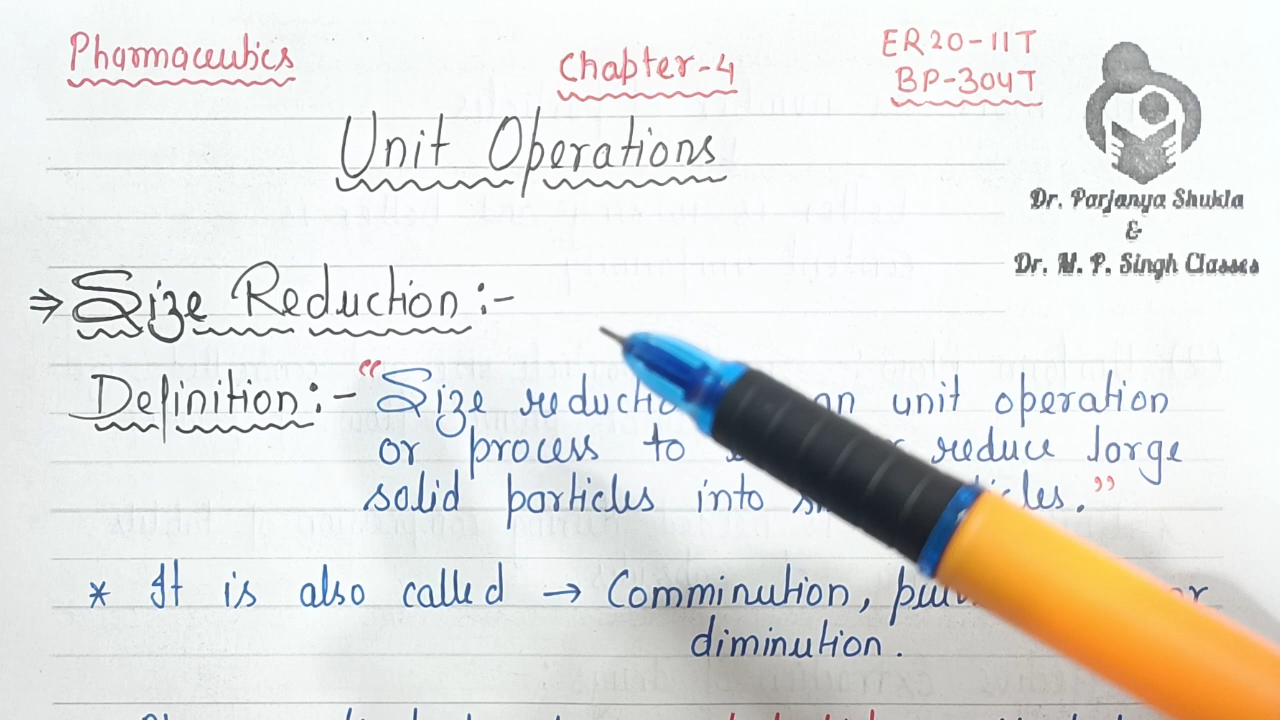 Pharmaceutics
Chapter-4
ER20-11T
BP-304T
Unit Operations
Dr. Parjanya Shukla
&
Dr. M. P. Singh Classes
⇒ Size Reduction :-
Definition :- “Size an unit operation
or process to reduce large
solid particles into
* It is also called → Comminution,
diminution.